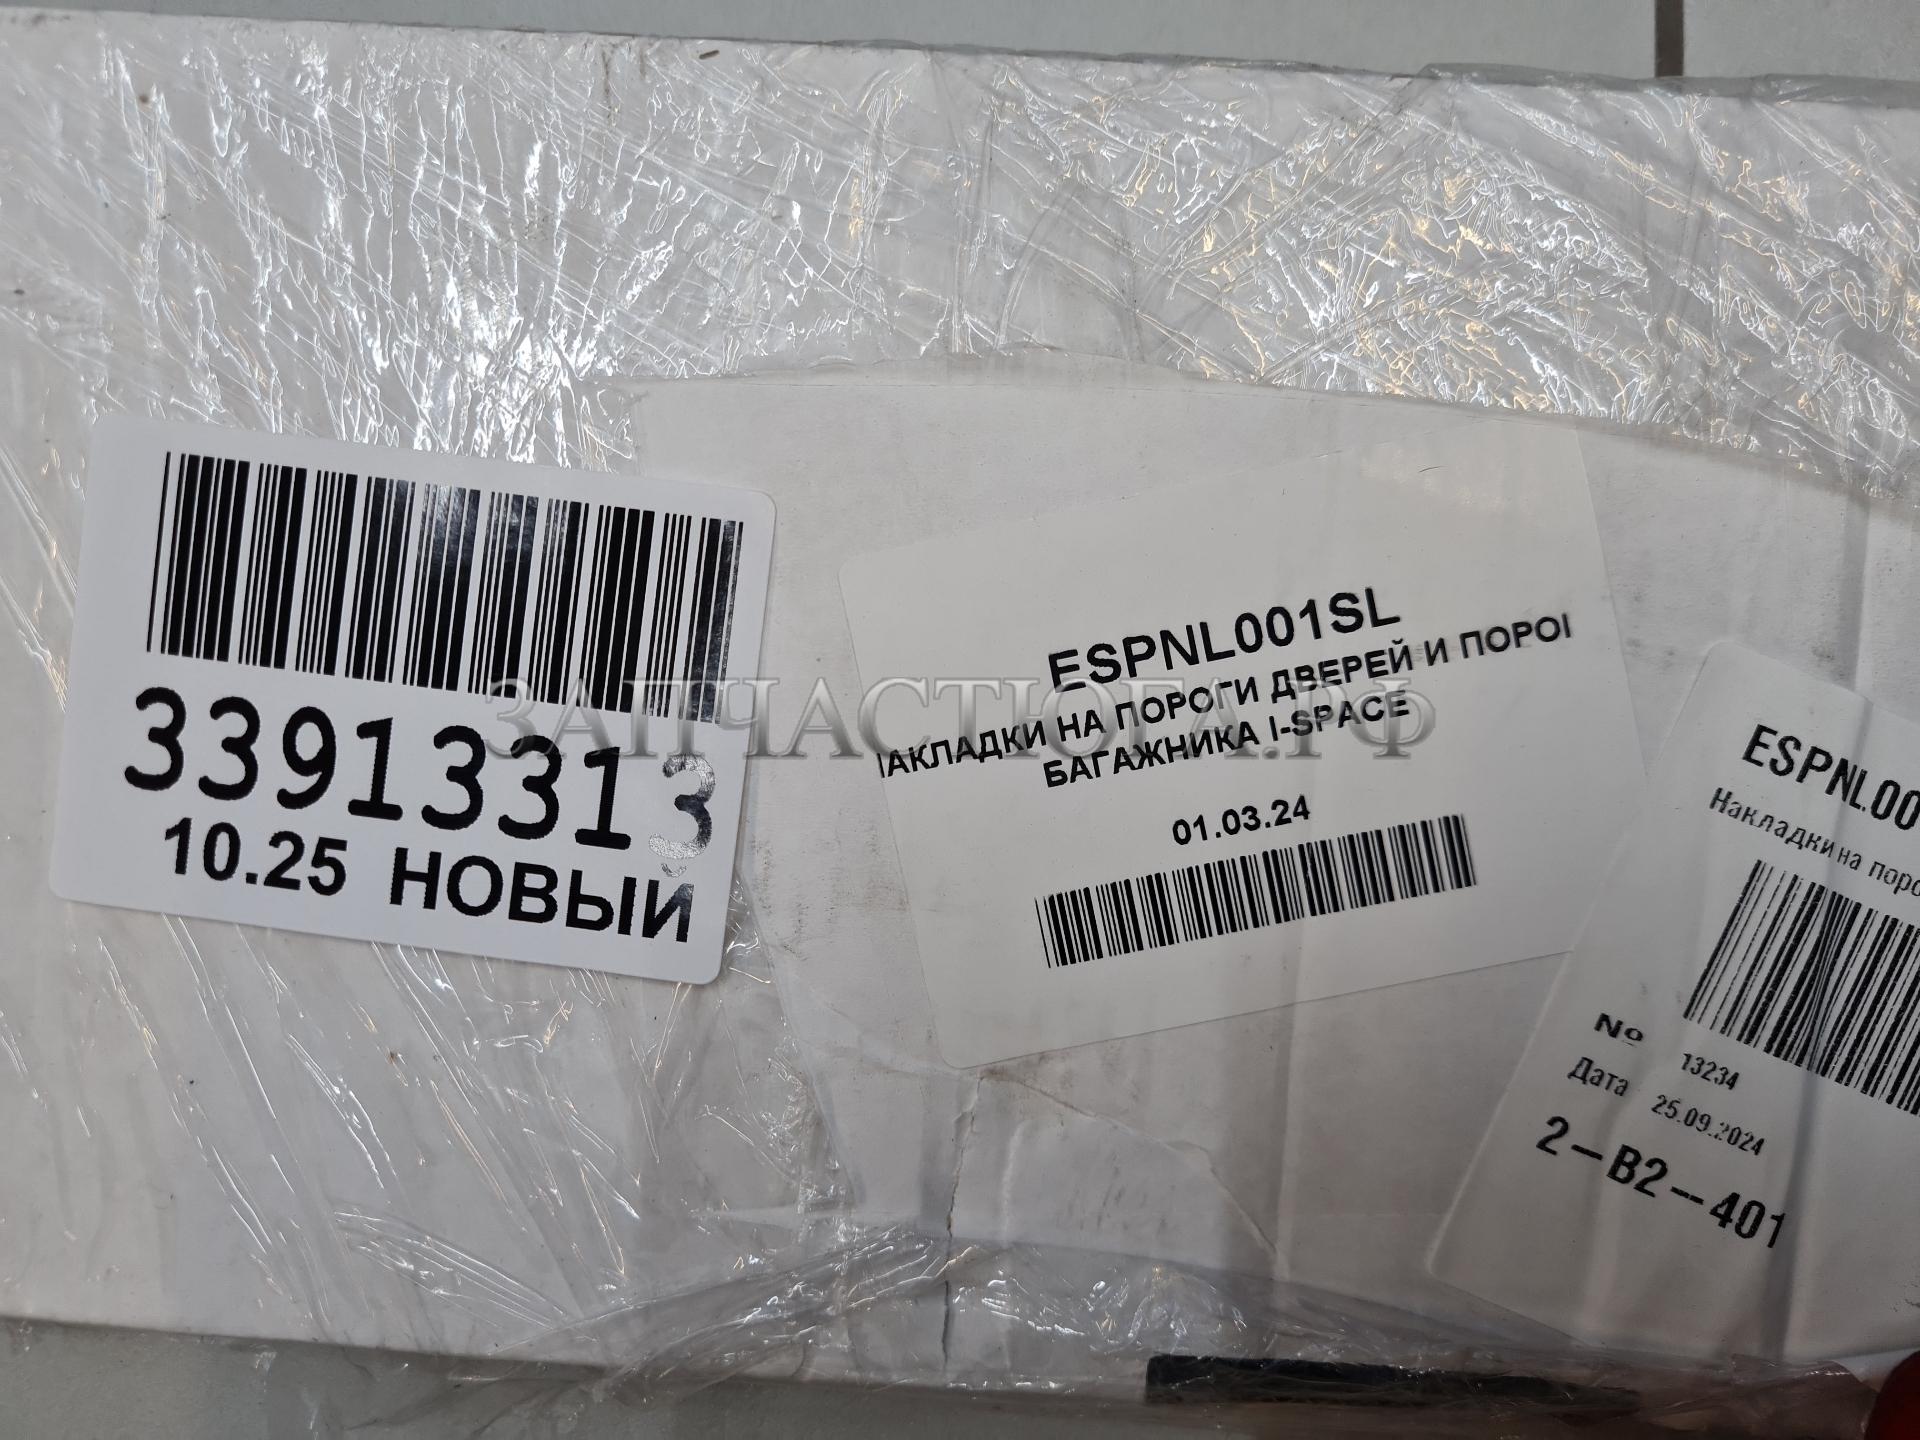 33913313
10.25 НОВЫЙ
ESPNL001SL
НАКЛАДКИ НА ПОРОГИ ДВЕРЕЙ И ПОРОГ
БАГАЖНИКА I-SPACE
01.03.24
ESPNL00
Накладки на поро
№ 13234
Дата 25.09.2024
2-B2-401
ЗАПЧАСТЮГА.РФ